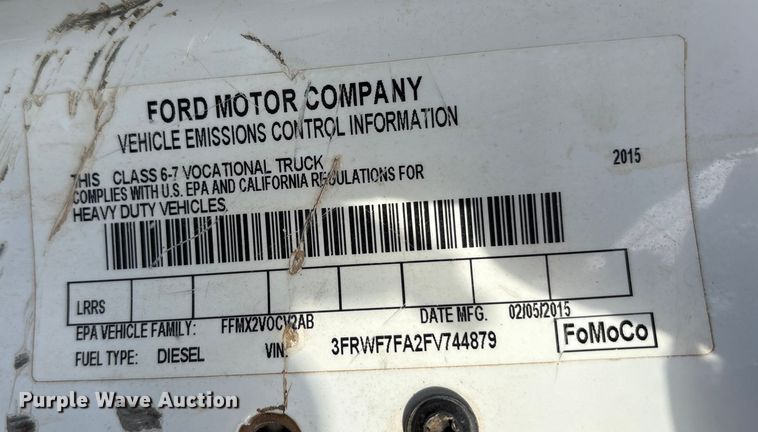 FORD MOTOR COMPANY
VEHICLE EMISSIONS CONTROL INFORMATION
THIS CLASS 6-7 VOCATIONAL TRUCK 2015
COMPLIES WITH U.S. EPA AND CALIFORNIA REGULATIONS FOR
HEAVY DUTY VEHICLES.
LRRS
EPA VEHICLE FAMILY: FFMX2VOCV2AB DATE MFG. 02/05/2015
FUEL TYPE: DIESEL VIN: 3FRWF7FA2FV744879 FoMoCo
Purple Wave Auction